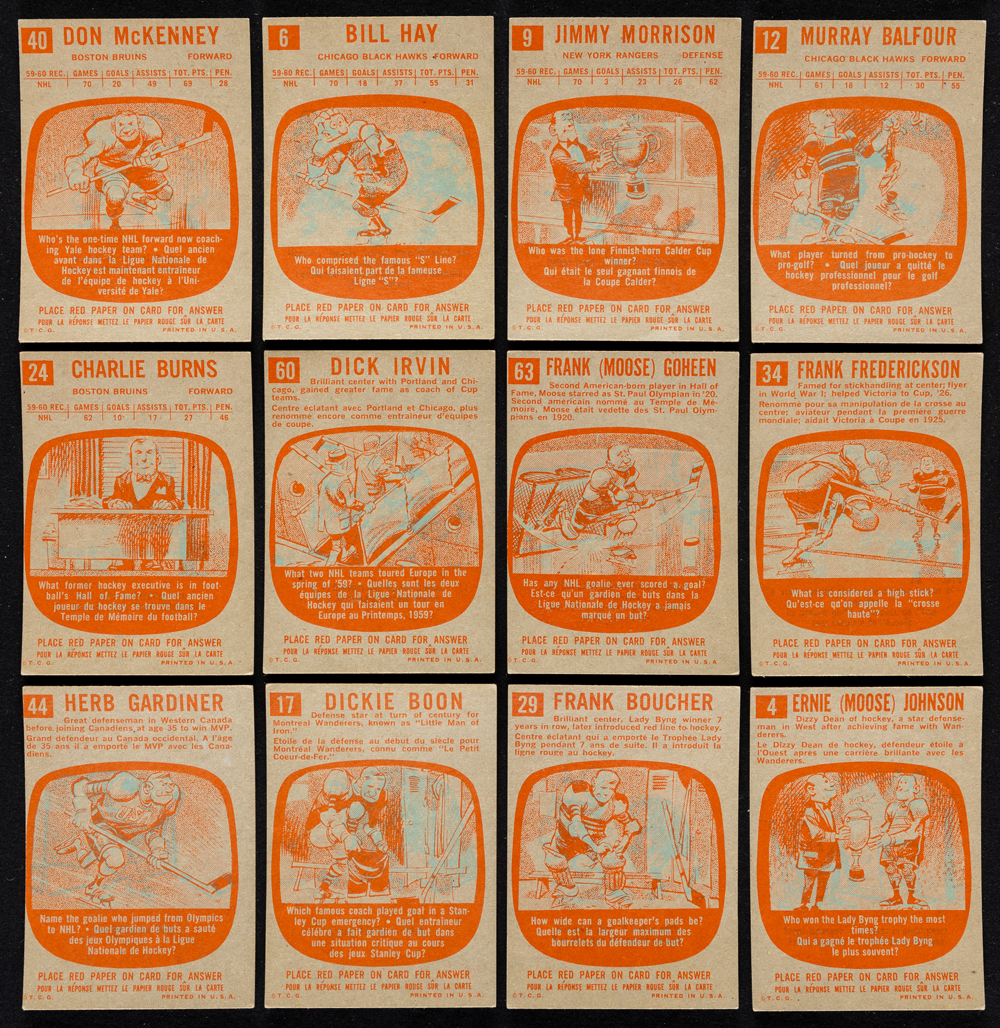 40 DON McKENNEY
BOSTON BRUINS FORWARD
59-60 REC. GAMES GOALS ASSISTS TOT. PTS. PEN.
NHL 70 20 49 69 28
Who's the one-time NHL forward now coach-
ing Yale hockey team? • Quel ancien
avant dans la Ligue Nationale de
Hockey est maintenant entraîneur
de l'équipe de hockey à l'Uni-
versité de Yale?
PLACE RED PAPER ON CARD FOR ANSWER
POUR LA RÉPONSE METTEZ LE PAPIER ROUGE SUR LA CARTE
©T.C.G. PRINTED IN U.S.A.
6 BILL HAY
CHICAGO BLACK HAWKS FORWARD
59-60 REC. GAMES GOALS ASSISTS TOT. PTS. PEN.
NHL 70 18 37 55 31
Who comprised the famous "S" Line?
Qui faisaient part de la fameuse
Ligne "S"?
PLACE RED PAPER ON CARD FOR ANSWER
POUR LA RÉPONSE METTEZ LE PAPIER ROUGE SUR LA CARTE
©T.C.G. PRINTED IN U.S.A.
9 JIMMY MORRISON
NEW YORK RANGERS DEFENSE
59-60 REC. GAMES GOALS ASSISTS TOT. PTS. PEN.
NHL 70 3 23 26 62
Who was the lone Finnish-born Calder Cup
winner?
Qui était le seul gagnant finnois de
la Coupe Calder?
PLACE RED PAPER ON CARD FOR ANSWER
POUR LA RÉPONSE METTEZ LE PAPIER ROUGE SUR LA CARTE
©T.C.G. PRINTED IN U.S.A.
12 MURRAY BALFOUR
CHICAGO BLACK HAWKS FORWARD
59-60 REC. GAMES GOALS ASSISTS TOT. PTS. PEN.
NHL 61 18 12 30 55
What player turned from pro-hockey to
pro-golf? • Quel joueur a quitté le
hockey professionnel pour le golf
professionnel?
PLACE RED PAPER ON CARD FOR ANSWER
POUR LA RÉPONSE METTEZ LE PAPIER ROUGE SUR LA CARTE
©T.C.G. PRINTED IN U.S.A.
24 CHARLIE BURNS
BOSTON BRUINS FORWARD
59-60 REC. GAMES GOALS ASSISTS TOT. PTS. PEN.
NHL 62 10 17 27 46
What former hockey executive is in foot-
ball's Hall of Fame? • Quel ancien
joueur du hockey se trouve dans le
Temple de Mémoire du football?
PLACE RED PAPER ON CARD FOR ANSWER
POUR LA RÉPONSE METTEZ LE PAPIER ROUGE SUR LA CARTE
©T.C.G. PRINTED IN U.S.A.
60 DICK IRVIN
Brilliant center with Portland and Chi-
cago, gained greater fame as coach of Cup
teams.
Centre éclatant avec Portland et Chicago, plus
renommé encore comme entraîneur d'équipes
de coupe.
What two NHL teams toured Europe in the
spring of '59? • Quelles sont les deux
équipes de la Ligue Nationale de
Hockey qui faisaient un tour en
Europe au Printemps, 1959?
PLACE RED PAPER ON CARD FOR ANSWER
POUR LA RÉPONSE METTEZ LE PAPIER ROUGE SUR LA CARTE
©T.C.G. PRINTED IN U.S.A.
63 FRANK (MOOSE) GOHEEN
Second American-born player in Hall of
Fame, Moose starred as St. Paul Olympian in '20.
Second americain nommé au Temple de Mé-
moire, Moose était vedette des St. Paul Olym-
pians en 1920.
Has any NHL goalie ever scored a goal?
Est-ce qu'un gardien de buts dans la
Ligue Nationale de Hockey a jamais
marqué un but?
PLACE RED PAPER ON CARD FOR ANSWER
POUR LA RÉPONSE METTEZ LE PAPIER ROUGE SUR LA CARTE
©T.C.G. PRINTED IN U.S.A.
34 FRANK FREDERICKSON
Famed for stickhandling at center; flyer
in World War I; helped Victoria to Cup, '26.
Renommé pour sa manipulation de la crosse au
centre; aviateur pendant la première guerre
mondiale; aidait Victoria à Coupe en 1925.
What is considered a high stick?
Qu'est-ce qu'on appelle la "crosse
haute"?
PLACE RED PAPER ON CARD FOR ANSWER
POUR LA RÉPONSE METTEZ LE PAPIER ROUGE SUR LA CARTE
©T.C.G. PRINTED IN U.S.A.
44 HERB GARDINER
Great defenseman in Western Canada
before joining Canadiens at age 35 to win MVP.
Grand défendeur au Canada occidental. A l'âge
de 35 ans il a emporté le MVP avec les Cana-
diens.
Name the goalie who jumped from Olympics
to NHL? • Quel gardien de buts a sauté
des jeux Olympiques à la Ligue
Nationale de Hockey?
PLACE RED PAPER ON CARD FOR ANSWER
POUR LA RÉPONSE METTEZ LE PAPIER ROUGE SUR LA CARTE
©T.C.G. PRINTED IN U.S.A.
17 DICKIE BOON
Defense star at turn of century for
Montreal Wanderers, known as "Little Man of
Iron."
Etoile de la défense au début du siècle pour
Montréal Wanderers, connu comme "Le Petit
Coeur-de-Fer."
Which famous coach played goal in a Stan-
ley Cup emergency? • Quel entraîneur
célèbre a fait gardien de but dans
une situation critique au cours
des jeux Stanley Cup?
PLACE RED PAPER ON CARD FOR ANSWER
POUR LA RÉPONSE METTEZ LE PAPIER ROUGE SUR LA CARTE
©T.C.G. PRINTED IN U.S.A.
29 FRANK BOUCHER
Brilliant center, Lady Byng winner 7
years in row, later introduced red line to hockey.
Centre éclatant qui a emporté le Trophée Lady
Byng pendant 7 ans de suite. Il a introduit la
ligne rouge au hockey.
How wide can a goalkeeper's pads be?
Quelle est la largeur maximum des
bourrelets du défendeur de but?
PLACE RED PAPER ON CARD FOR ANSWER
POUR LA RÉPONSE METTEZ LE PAPIER ROUGE SUR LA CARTE
©T.C.G. PRINTED IN U.S.A.
4 ERNIE (MOOSE) JOHNSON
Dizzy Dean of hockey, a star defense-
man in West after achieving fame with Wan-
derers.
Le Dizzy Dean de hockey, défendeur étoile a
l'Ouest après une carrière brillante avec les
Wanderers.
Who won the Lady Byng trophy the most
times?
Qui a gagné le trophée Lady Byng
le plus souvent?
PLACE RED PAPER ON CARD FOR ANSWER
POUR LA RÉPONSE METTEZ LE PAPIER ROUGE SUR LA CARTE
©T.C.G. PRINTED IN U.S.A.